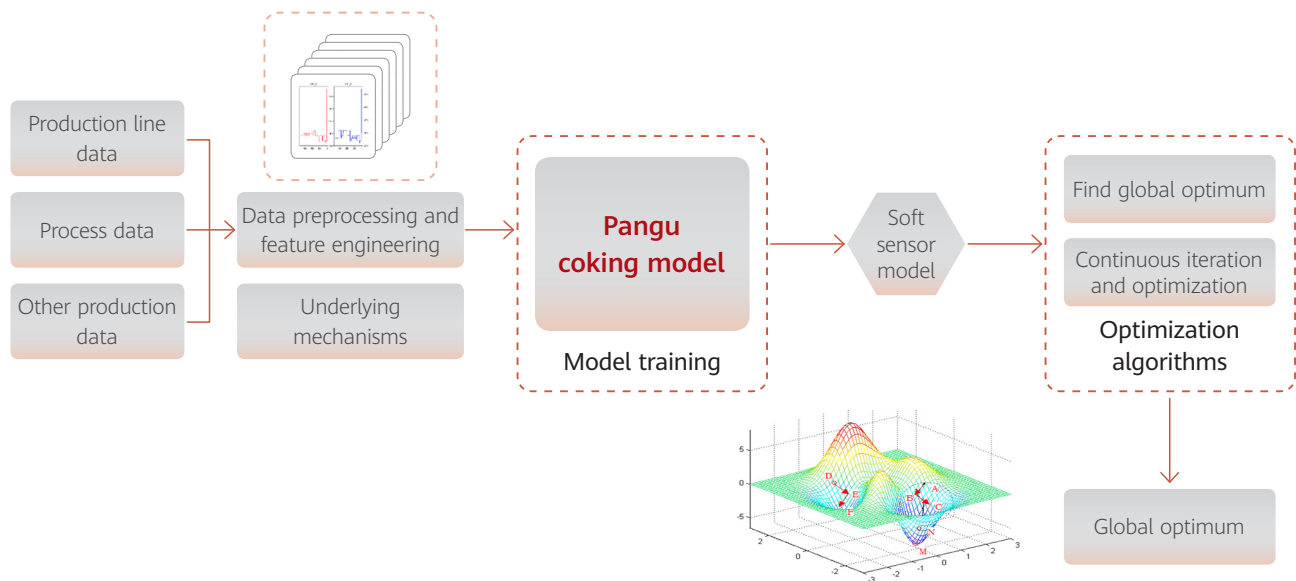 Production line
data
Process data
Other production
data
Data preprocessing and
feature engineering
Underlying
mechanisms
Pangu
coking model
Model training
Soft
sensor
model
Find global optimum
Continuous iteration
and optimization
Optimization
algorithms
Global optimum
5
0
-5
2
0
-2
-3
-2
-1
0
1
2
3
D
E
F
A
B
C
N
M